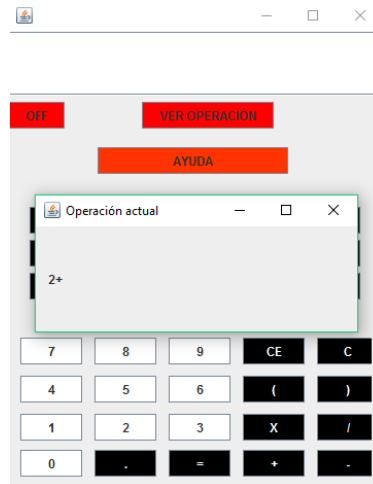 OFF VER OPERACIÓN
AYUDA
Operación actual
2+
7 8 9 CE C
4 5 6 ( )
1 2 3 X /
0 . = + -